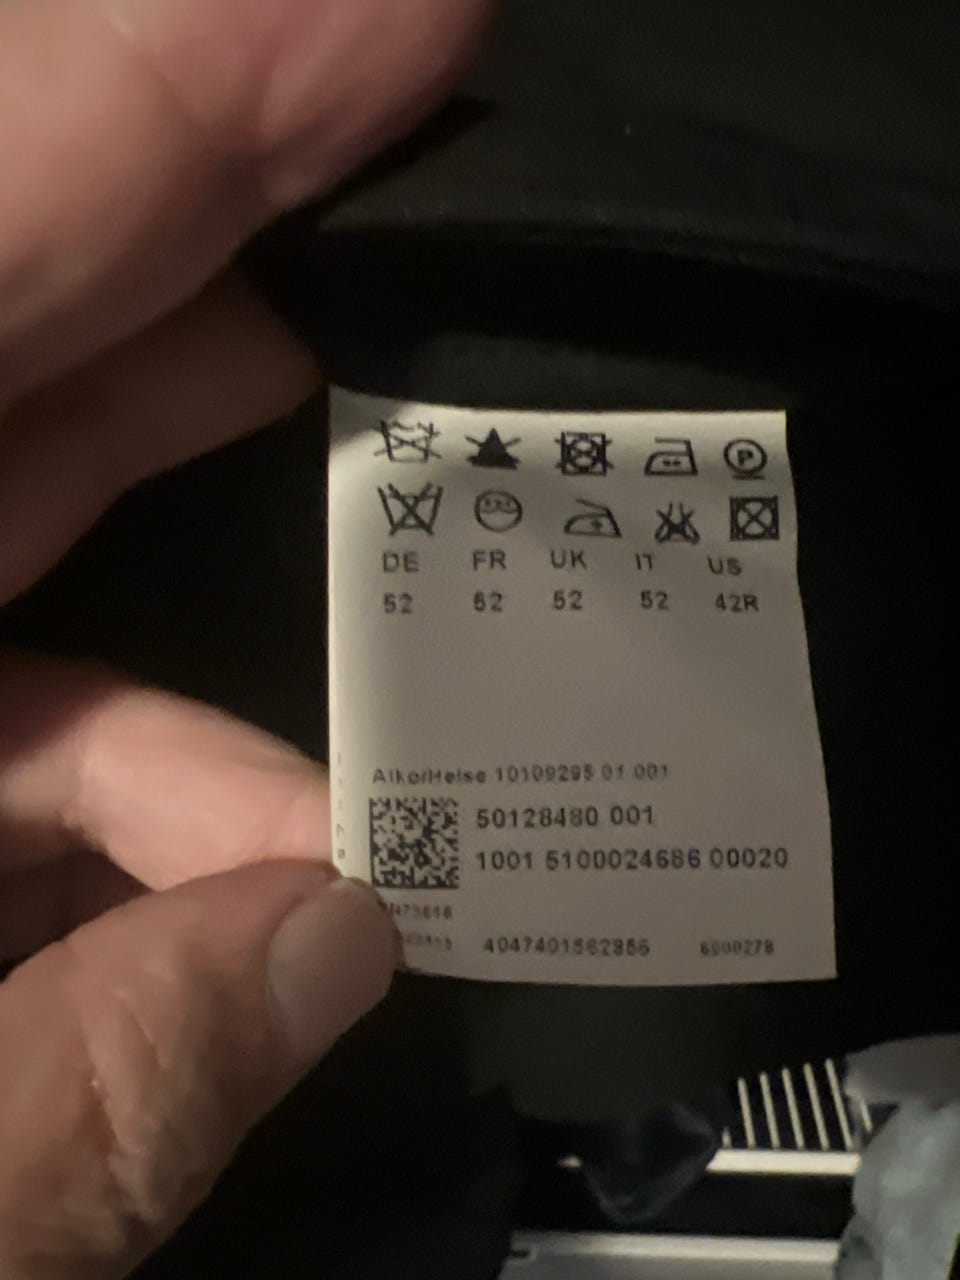 P
DE FR UK IT US
52 52 52 52 42R
Aiko/Heise 10109295 01 001
50128480 001
1001 5100024686 00020
4047401562856